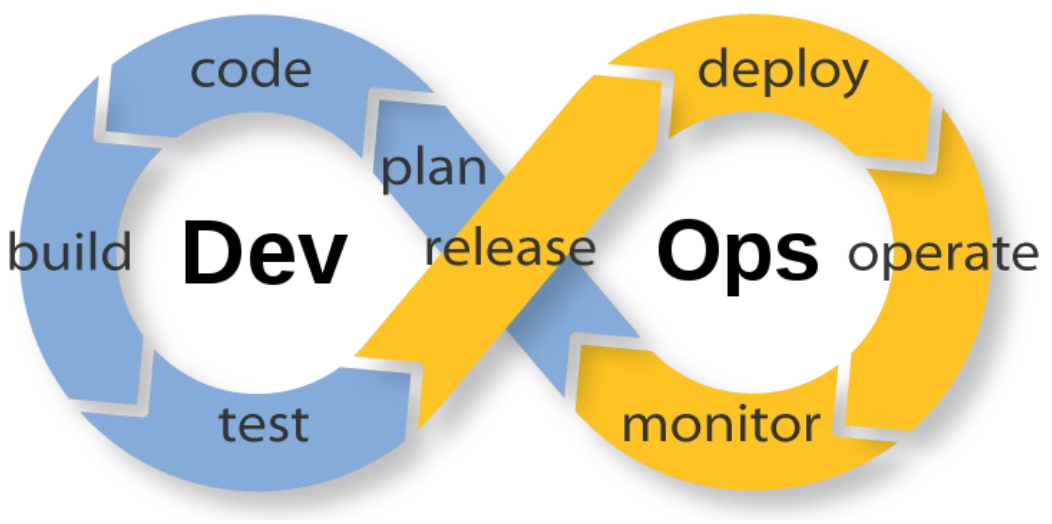 code
deploy
plan
build
Dev
release
Ops
operate
test
monitor